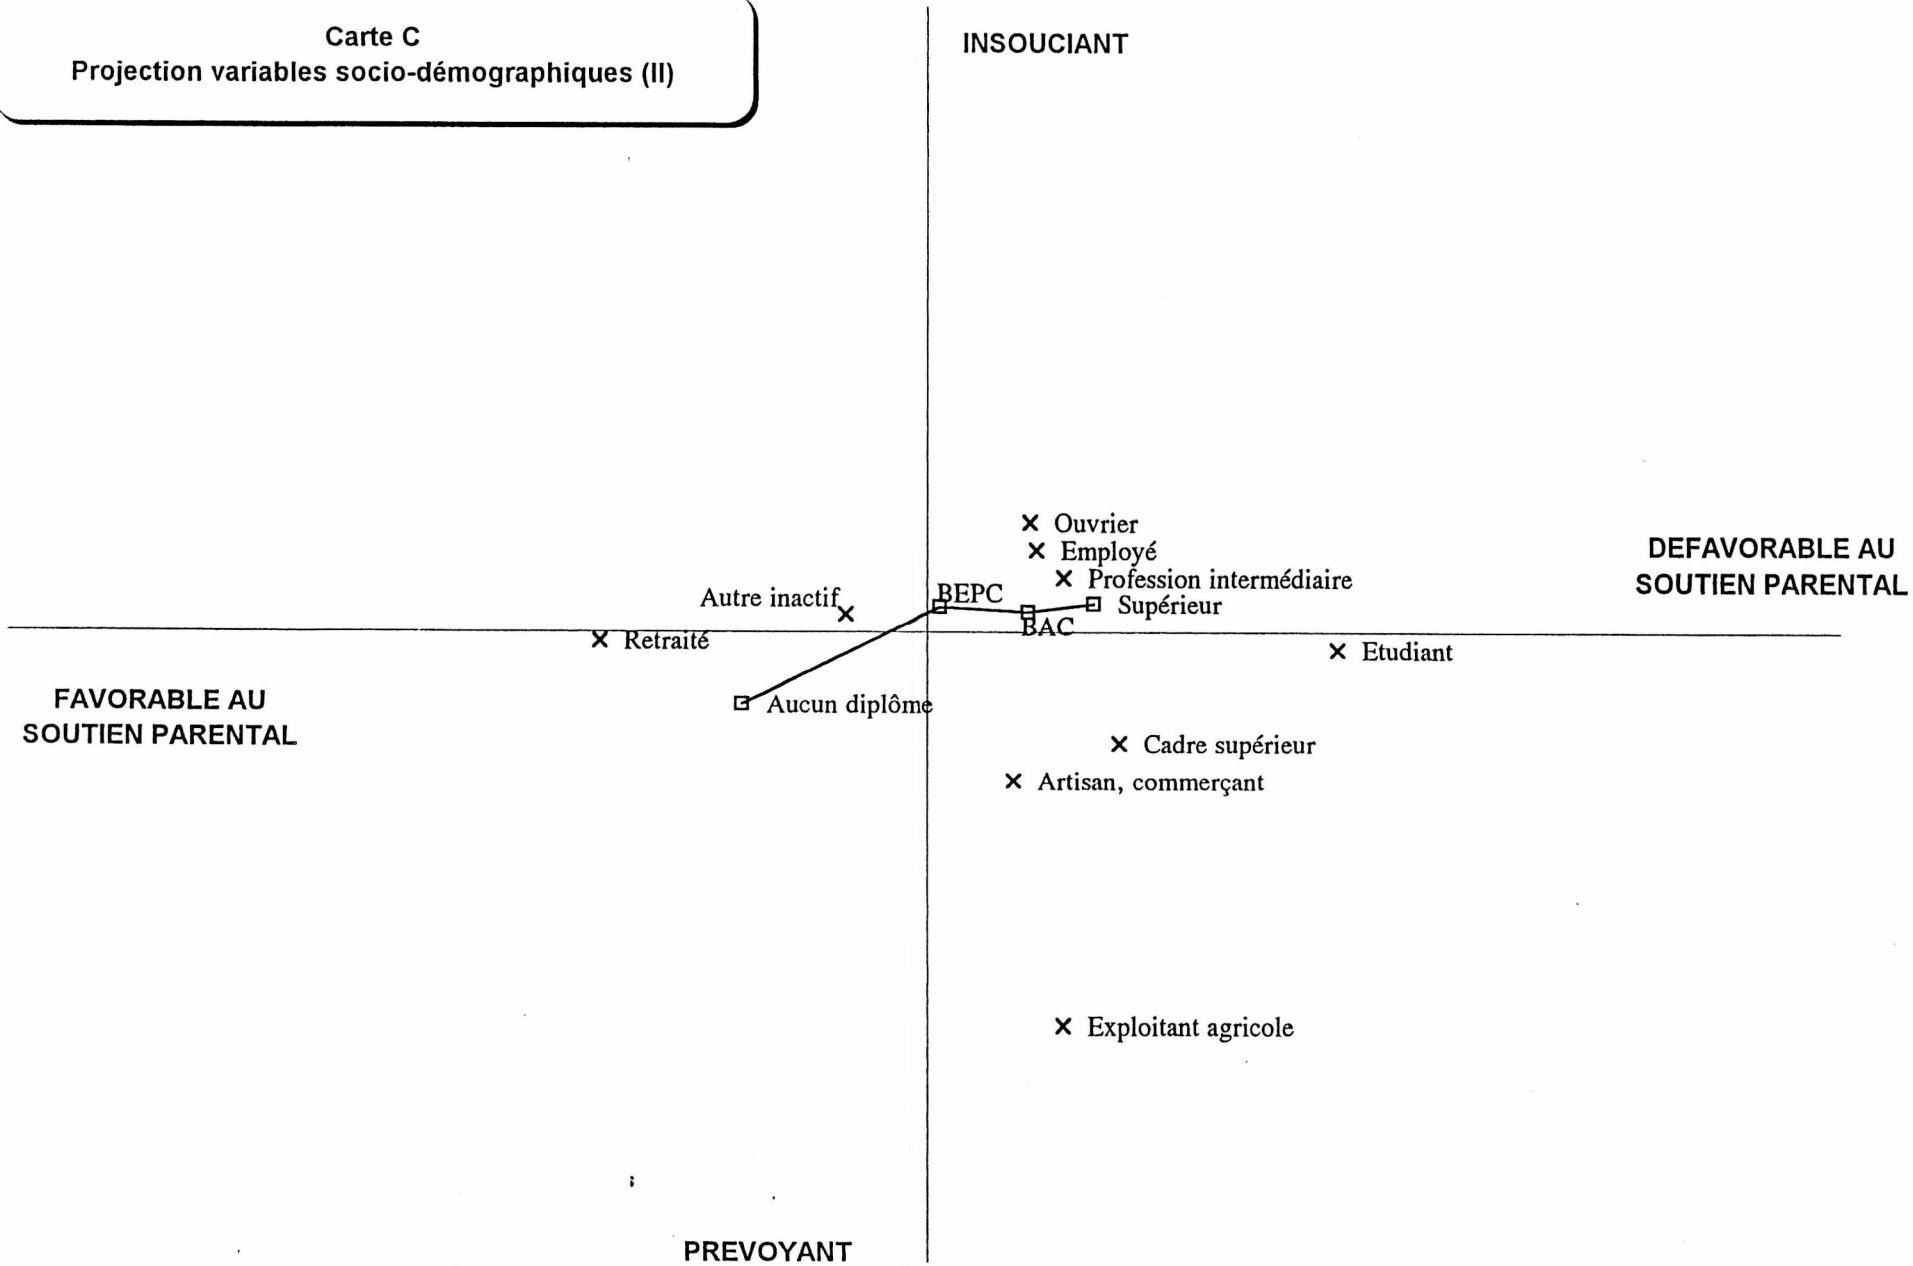 Carte C
Projection variables socio-démographiques (II)
INSOUCIANT
Ouvrier
Employé
DEFAVORABLE AU
SOUTIEN PARENTAL
Profession intermédiaire
Autre inactif
BEPC
Supérieur
BAC
Retraité
Etudiant
FAVORABLE AU
SOUTIEN PARENTAL
Aucun diplôme
Cadre supérieur
Artisan, commerçant
Exploitant agricole
PREVOYANT